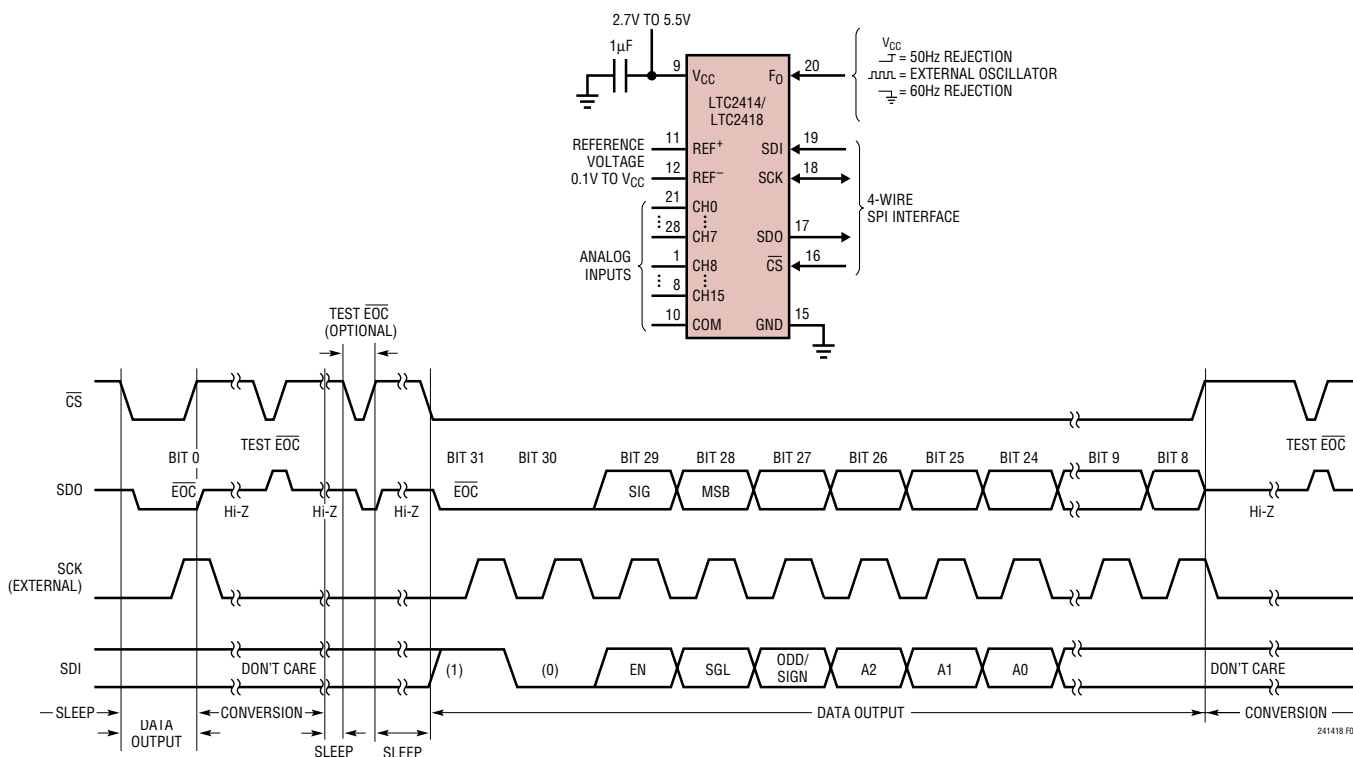 2.7V TO 5.5V
1µF
9
VCC
FO
20
VCC
= 50Hz REJECTION
= EXTERNAL OSCILLATOR
= 60Hz REJECTION
LTC2414/
LTC2418
REFERENCE
VOLTAGE
0.1V TO VCC
11
REF+
12
REF–
SDI
19
SCK
18
SDO
17
CS
16
4-WIRE
SPI INTERFACE
ANALOG
INPUTS
21
CH0
28
CH7
1
CH8
8
CH15
10
COM
GND
15
TEST EOC
(OPTIONAL)
CS
TEST EOC
TEST EOC
BIT 0
BIT 31
BIT 30
BIT 29
BIT 28
BIT 27
BIT 26
BIT 25
BIT 24
BIT 9
BIT 8
SDO
EOC
Hi-Z
Hi-Z
Hi-Z
EOC
SIG
MSB
Hi-Z
SCK
(EXTERNAL)
SDI
DON'T CARE
(1)
(0)
EN
SGL
ODD/
SIGN
A2
A1
A0
DON'T CARE
SLEEP
DATA
OUTPUT
CONVERSION
SLEEP
SLEEP
DATA OUTPUT
CONVERSION
241418 F0